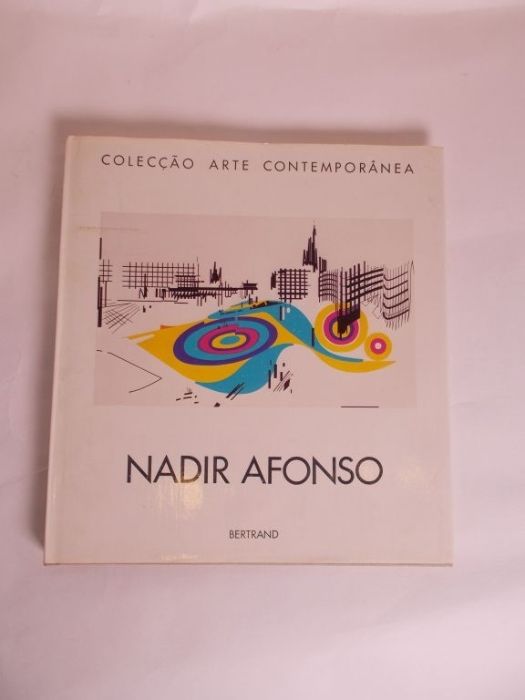 COLECÇÃO ARTE CONTEMPORÂNEA
NADIR AFONSO
BERTRAND